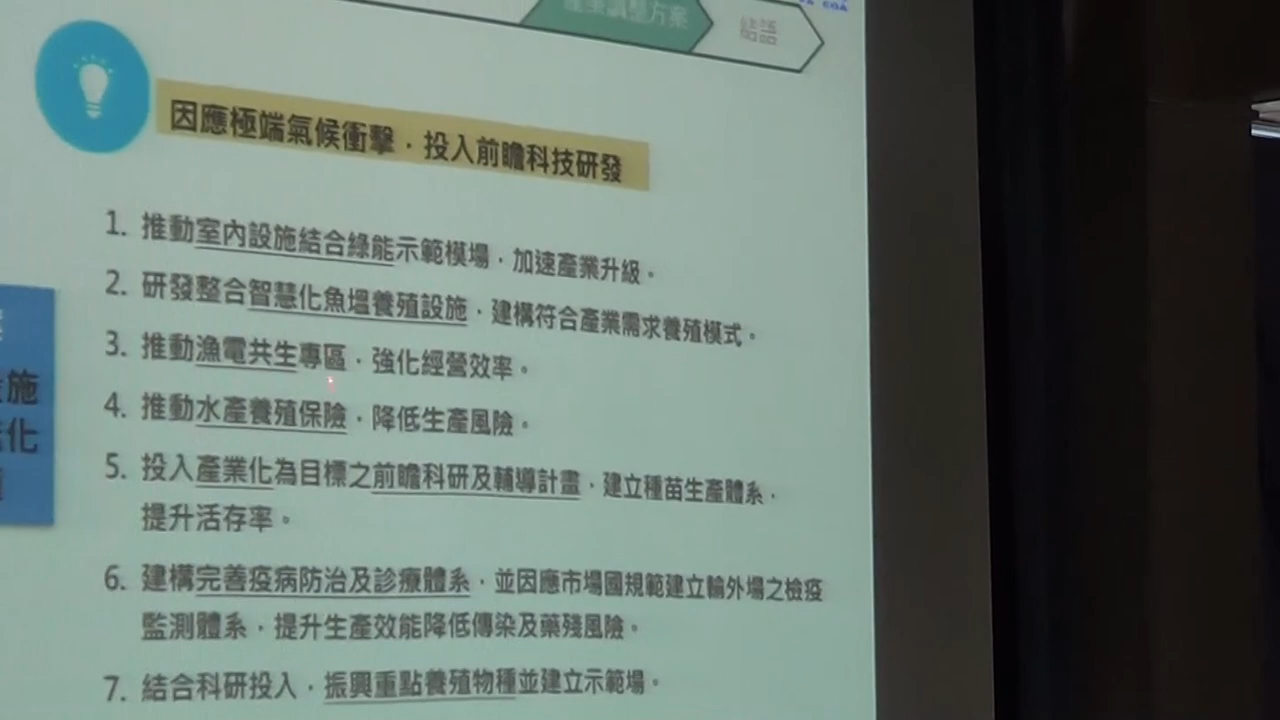 產業調整方案
結語
COA
因應極端氣候衝擊，投入前瞻科技研發
1. 推動室內設施結合綠能示範模場，加速產業升級。
2. 研發整合智慧化魚塭養殖設施，建構符合產業需求養殖模式。
3. 推動漁電共生專區，強化經營效率。
4. 推動水產養殖保險，降低生產風險。
施
化
5. 投入產業化為目標之前瞻科研及輔導計畫，建立種苗生產體系，
提升活存率。
6. 建構完善疫病防治及診療體系，並因應市場國規範建立輸外場之檢疫
監測體系，提升生產效能降低傳染及藥殘風險。
7. 結合科研投入，振興重點養殖物種並建立示範場。